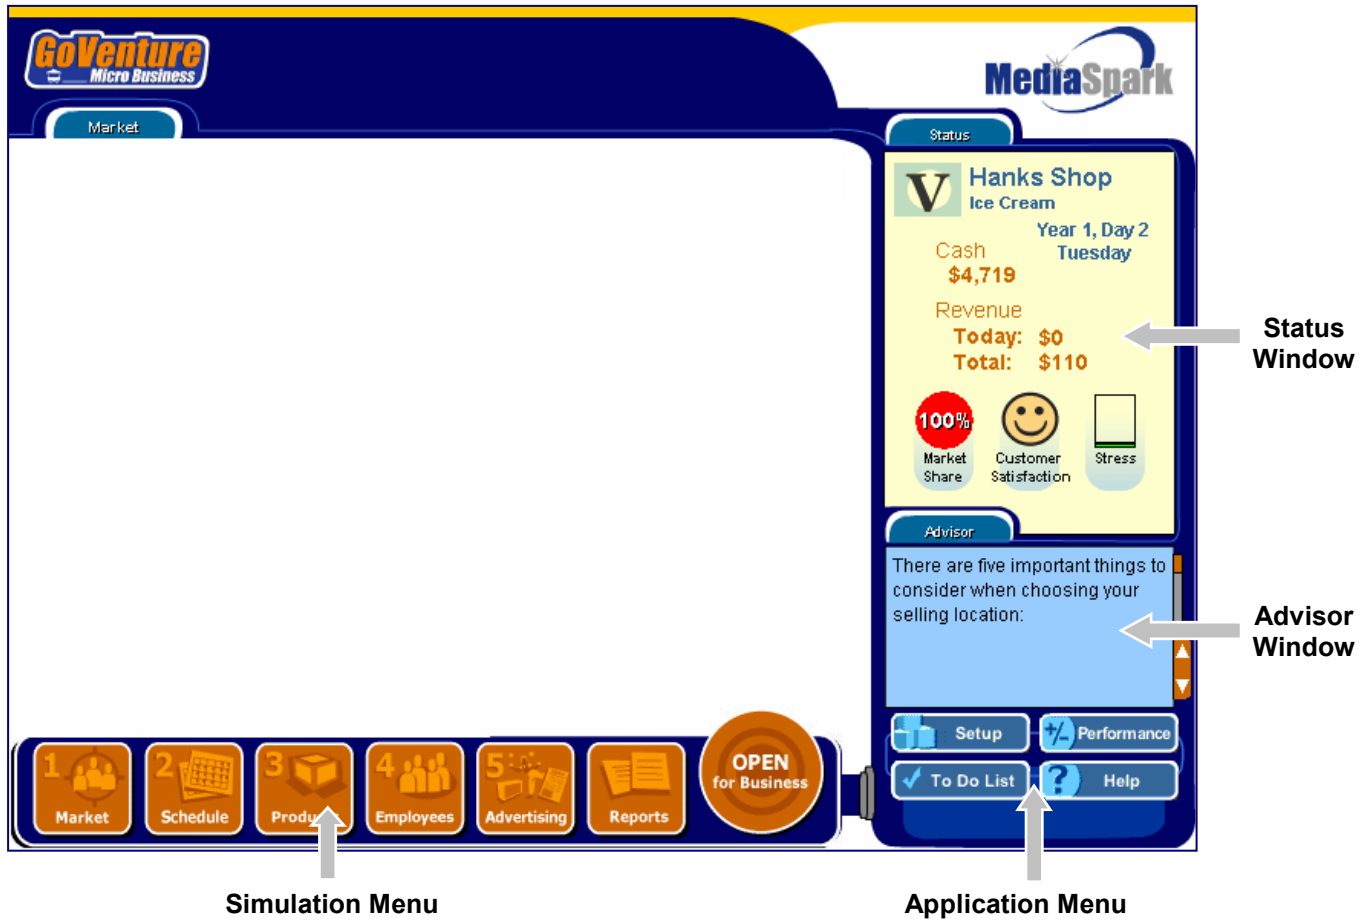 GoVenture
Micro Business
MediaSpark
Market
Status
V
Hanks Shop
Ice Cream
Year 1, Day 2
Tuesday
Cash
$4,719
Revenue
Today: $0
Total: $110
Status
Window
100%
Market
Share
Customer
Satisfaction
Stress
Advisor
There are five important things to
consider when choosing your
selling location:
Advisor
Window
Setup
+/- Performance
To Do List
? Help
1
Market
2
Schedule
3
4
Employees
5
Advertising
Reports
OPEN
for Business
Simulation Menu
Application Menu